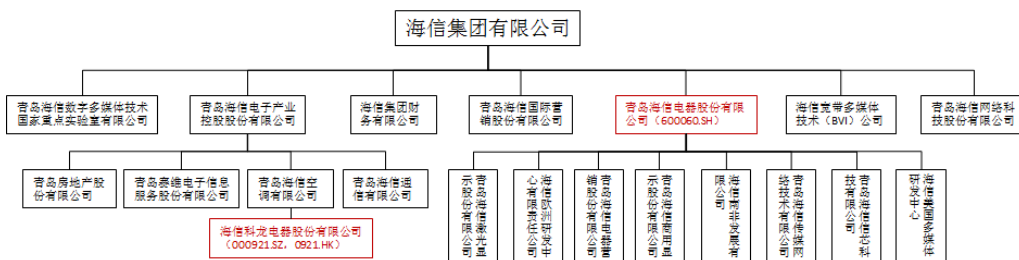 海信集团有限公司
青岛海信数字多媒体技术
国家重点实验室有限公司
青岛海信电子产业
控股股份有限公司
海信集团财
务有限公司
青岛海信国际营
销股份有限公司
青岛海信电器股份有限
公司（600060.SH）
海信宽带多媒体
技术（BVI）公司
青岛海信网络科
技股份有限公司
青岛房地产股
份有限公司
青岛赛维电子信息
服务股份有限公司
青岛海信空
调有限公司
青岛海信通
信有限公司
海信科龙电器股份有限公司
（000921.SZ，0921.HK）
青岛海信激光显
示股份有限公司
海信欧洲研发中
心有限责任公司
青岛海信电器营
销股份有限公司
青岛海信商用显
示股份有限公司
海信南非发展有
限公司
青岛海信传媒网
络技术有限公司
青岛海信信芯科
技有限公司
海信美国多媒体
研发中心